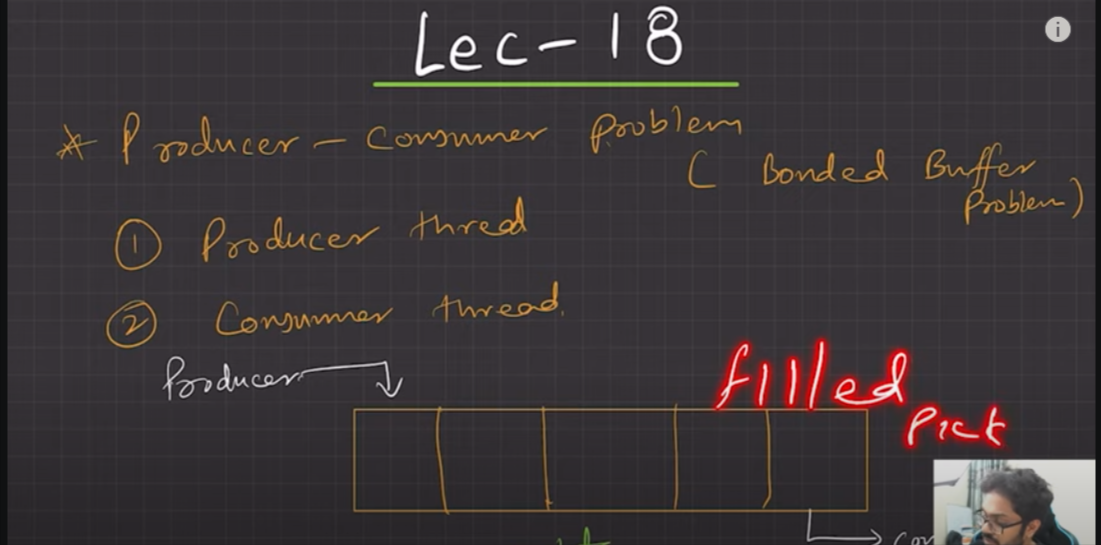 Lec-18
* Producer - Consumer Problem
( Bonded Buffer
Problem)
① Producer thread
② Consumer thread.
Producer
filled
Pick